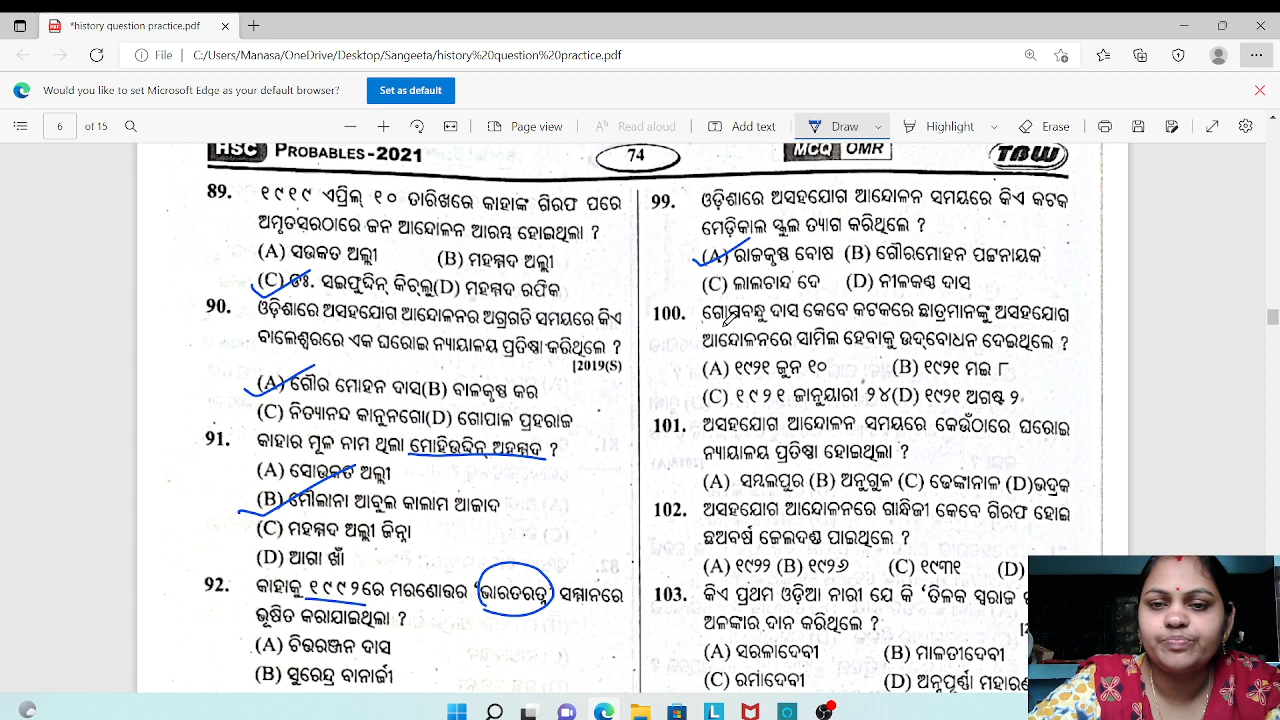 *history question practice.pdf
File | C:/Users/Manasa/Desktop/Sangeeta/history%20question%20practice.pdf
Would you like to set Microsoft Edge as your default browser? Set as default
6 of 15 Page view Read aloud Add text Draw Highlight Erase
HSC PROBABLES-2021 74 MCQ OMR TBW
89. ୧୯୧୯ ଏପ୍ରିଲ୍ ୧୦ ତାରିଖରେ କାହାଙ୍କ ଗିରଫ ପରେ
ଅମୃତସରଠାରେ ଜନ ଆନ୍ଦୋଳନ ଆରମ୍ଭ ହୋଇଥିଲା ?
(A) ସଉକତ ଅଲ୍ଲୀ (B) ମହମ୍ମଦ ଅଲ୍ଲୀ
(C) ଡଃ. ସଇଫୁଦ୍ଦିନ୍ କିଚ୍‌ଲୁ(D) ମହମ୍ମଦ ରଫିକ
90. ଓଡ଼ିଶାରେ ଅସହଯୋଗ ଆନ୍ଦୋଳନର ଅଗ୍ରଗତି ସମୟରେ କିଏ
ବାଲେଶ୍ୱରରେ ଏକ ଘରୋଇ ନ୍ୟାୟାଳୟ ପ୍ରତିଷ୍ଠା କରିଥିଲେ ?
[2019(S)
(A) ଗୌର ମୋହନ ଦାସ(B) ବାଳକୃଷ୍ଣ କର
(C) ନିତ୍ୟାନନ୍ଦ କାନୁନଗୋ(D) ଗୋପାଳ ପ୍ରହରାଜ
91. କାହାର ମୂଳ ନାମ ଥିଲା ମୋହିଉଦ୍ଦିନ୍ ଅହମ୍ମଦ ?
(A) ସୌଉକତ ଅଲ୍ଲୀ
(B) ମୌଲାନା ଆବୁଲ କାଲାମ ଆଜାଦ
(C) ମହମ୍ମଦ ଅଲ୍ଲୀ ଜିନ୍ନା
(D) ଆଗା ଖାଁ
92. କାହାକୁ ୧୯୯୨ରେ ମରଣୋତ୍ତର 'ଭାରତରତ୍ନ' ସମ୍ମାନରେ
ଭୂଷିତ କରାଯାଇଥିଲା ?
(A) ଚିତ୍ତରଞ୍ଜନ ଦାସ
(B) ସୁରେନ୍ଦ୍ର ବାନାର୍ଜୀ
99. ଓଡ଼ିଶାରେ ଅସହଯୋଗ ଆନ୍ଦୋଳନ ସମୟରେ କିଏ କଟକ
ମେଡ଼ିକାଲ ସ୍କୁଲ ତ୍ୟାଗ କରିଥିଲେ ?
(A) ରାଜକୃଷ୍ଣ ବୋଷ (B) ଗୌରମୋହନ ପଟ୍ଟନାୟକ
(C) ଲାଲଚାନ୍ଦ ଦେ (D) ନୀଳକଣ୍ଠ ଦାସ
100. ଗୋପବନ୍ଧୁ ଦାସ କେବେ କଟକରେ ଛାତ୍ରମାନଙ୍କୁ ଅସହଯୋଗ
ଆନ୍ଦୋଳନରେ ସାମିଲ ହେବାକୁ ଉଦ୍‌ବୋଧନ ଦେଇଥିଲେ ?
(A) ୧୯୨୧ ଜୁନ ୧୦ (B) ୧୯୨୧ ମଇ ୮
(C) ୧୯୨୧ ଜାନୁୟାରୀ ୨୪(D) ୧୯୨୧ ଅଗଷ୍ଟ ୨
101. ଅସହଯୋଗ ଆନ୍ଦୋଳନ ସମୟରେ କେଉଁଠାରେ ଘରୋଇ
ନ୍ୟାୟାଳୟ ପ୍ରତିଷ୍ଠା ହୋଇଥିଲା ?
(A) ସମ୍ବଲପୁର (B) ଅନୁଗୁଳ (C) ଢେଙ୍କାନାଳ (D)ଭଦ୍ରକ
102. ଅସହଯୋଗ ଆନ୍ଦୋଳନରେ ଗାନ୍ଧିଜୀ କେବେ ଗିରଫ ହୋଇ
ଛଅବର୍ଷ ଜେଲଦଣ୍ଡ ପାଇଥିଲେ ?
(A) ୧୯୨୨ (B) ୧୯୨୬ (C) ୧୯୩୧ (D)
103. କିଏ ପ୍ରଥମ ଓଡ଼ିଆ ନାରୀ ଯେ କି 'ତିଳକ ସ୍ୱରାଜ
ଅଳଙ୍କାର ଦାନ କରିଥିଲେ ?
(A) ସରଳାଦେବୀ (B) ମାଳତୀଦେବୀ
(C) ରମାଦେବୀ (D) ଅନ୍ନପୂର୍ଣ୍ଣା